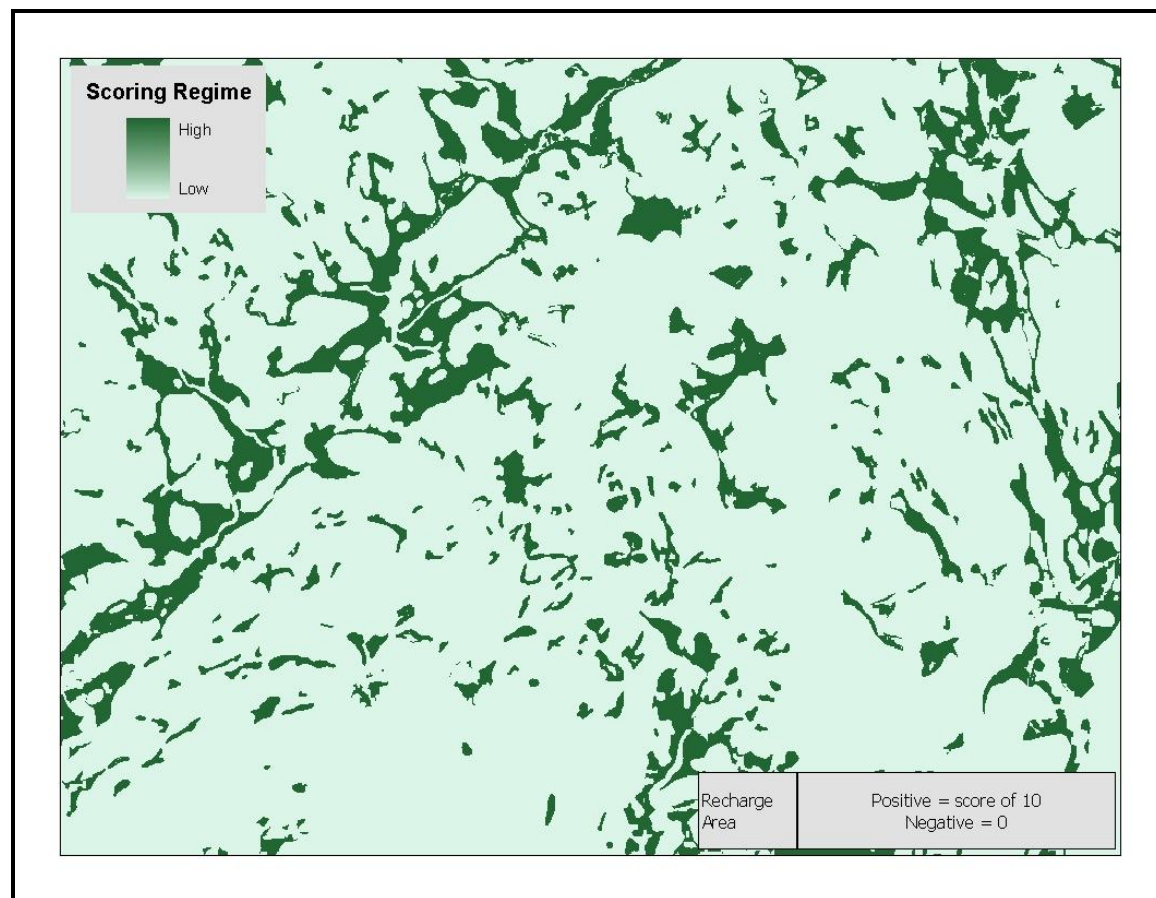 Scoring Regime
High
Low
Recharge
Area
Positive = score of 10
Negative = 0